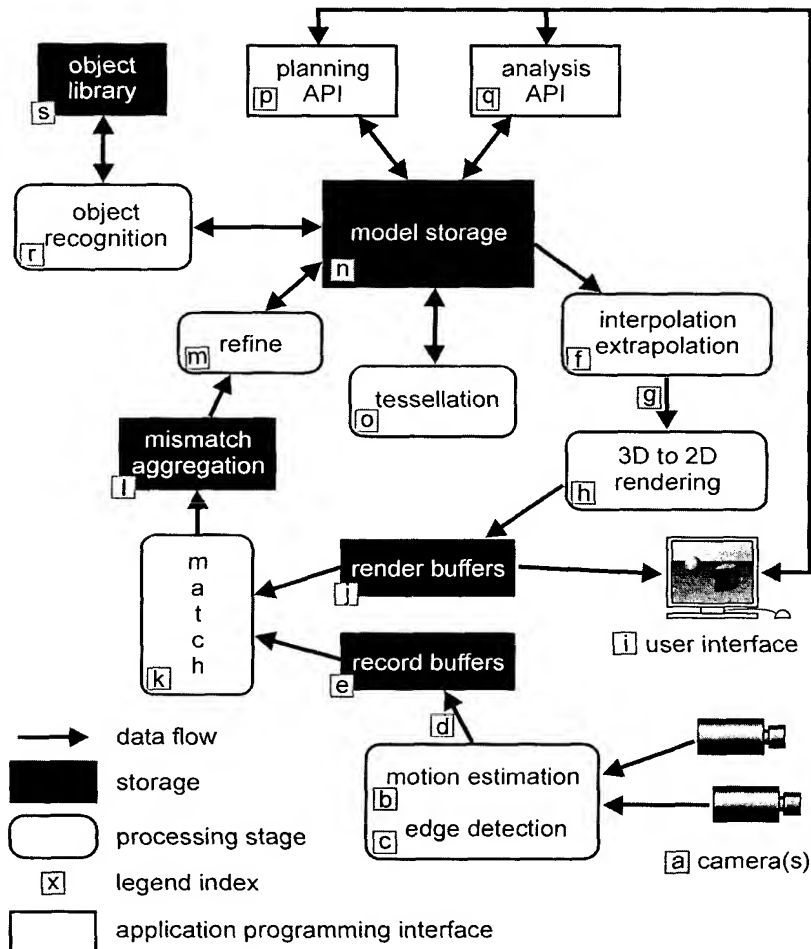 object
library
s
planning
API
p
analysis
API
q
object
recognition
r
model storage
n
refine
m
interpolation
extrapolation
f
tessellation
o
g
mismatch
aggregation
l
3D to 2D
rendering
h
match
k
render buffers
j
record buffers
e
i user interface
d
motion estimation
b
edge detection
c
a camera(s)
data flow
storage
processing stage
x legend index
application programming interface